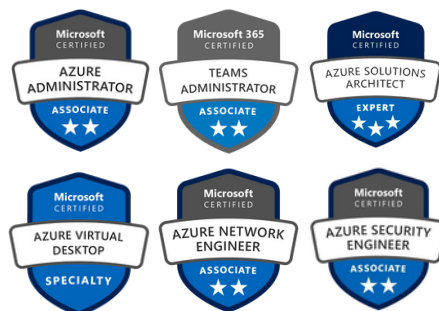 Microsoft
CERTIFIED
AZURE
ADMINISTRATOR
ASSOCIATE
Microsoft 365
CERTIFIED
TEAMS
ADMINISTRATOR
ASSOCIATE
Microsoft
CERTIFIED
AZURE SOLUTIONS
ARCHITECT
EXPERT
Microsoft
CERTIFIED
AZURE VIRTUAL
DESKTOP
SPECIALTY
Microsoft
CERTIFIED
AZURE NETWORK
ENGINEER
ASSOCIATE
Microsoft
CERTIFIED
AZURE SECURITY
ENGINEER
ASSOCIATE